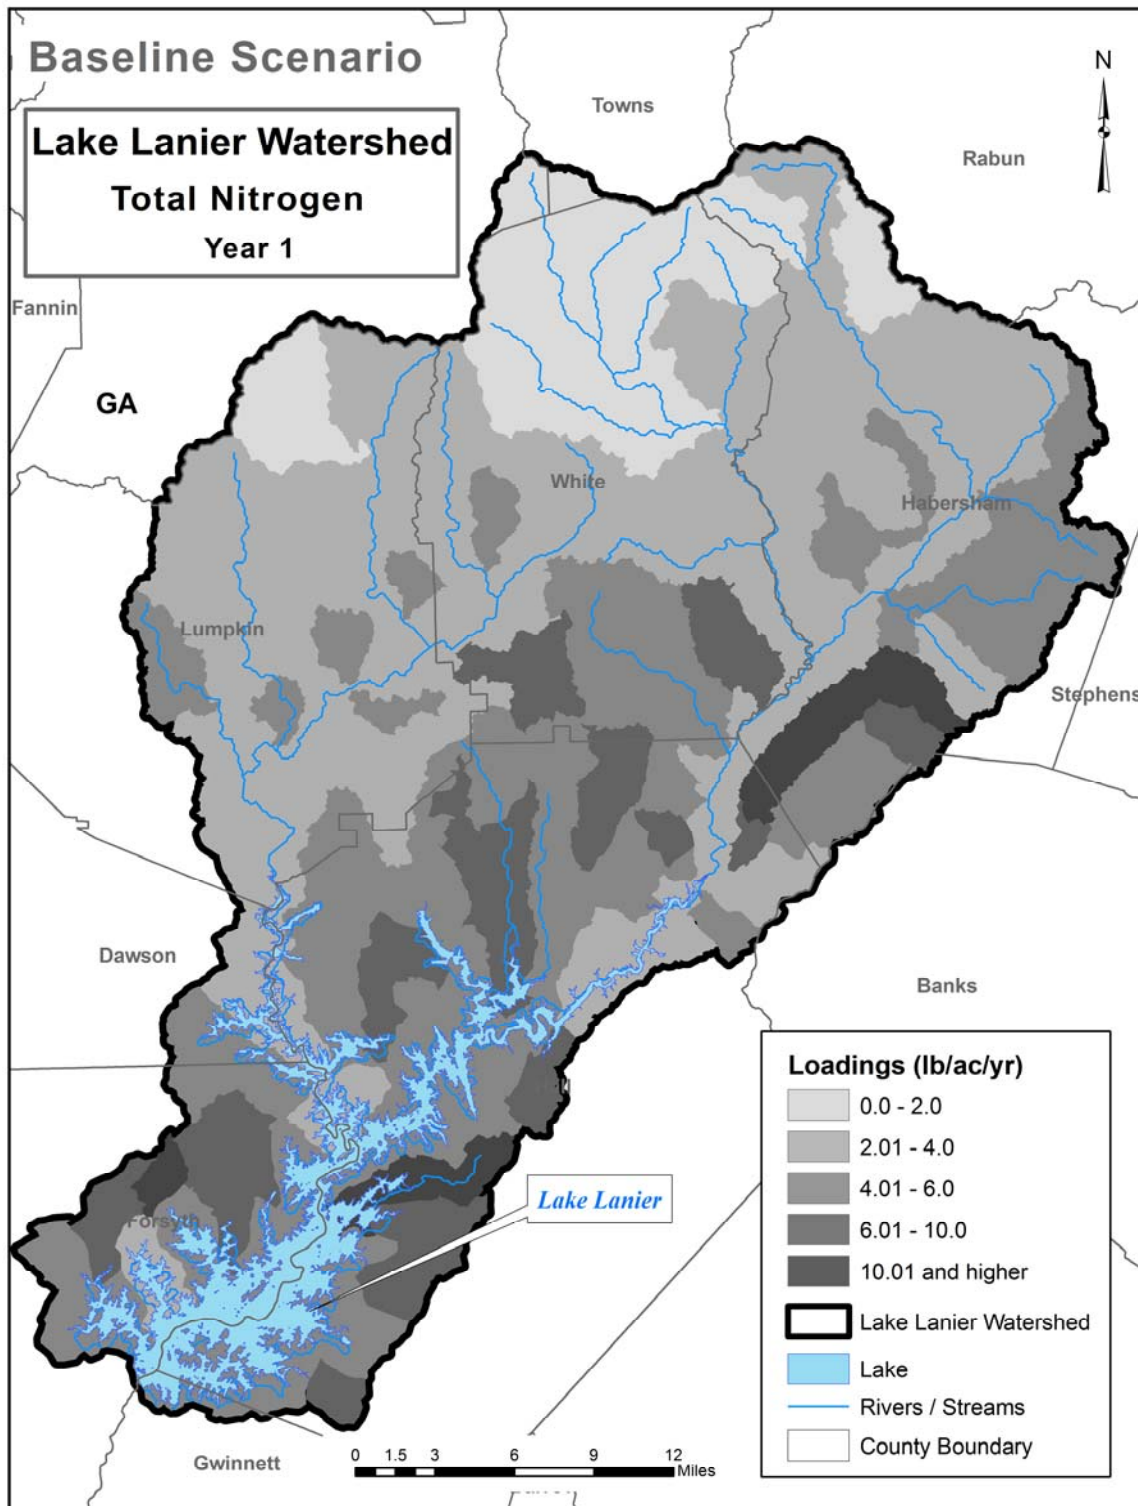 Baseline Scenario
Lake Lanier Watershed
Total Nitrogen
Year 1
N
Towns
Rabun
Fannin
GA
White
Habersham
Lumpkin
Stephens
Dawson
Banks
Forsyth
Lake Lanier
Gwinnett
Loadings (lb/ac/yr)
0.0 - 2.0
2.01 - 4.0
4.01 - 6.0
6.01 - 10.0
10.01 and higher
Lake Lanier Watershed
Lake
Rivers / Streams
County Boundary
0 1.5 3 6 9 12
Miles